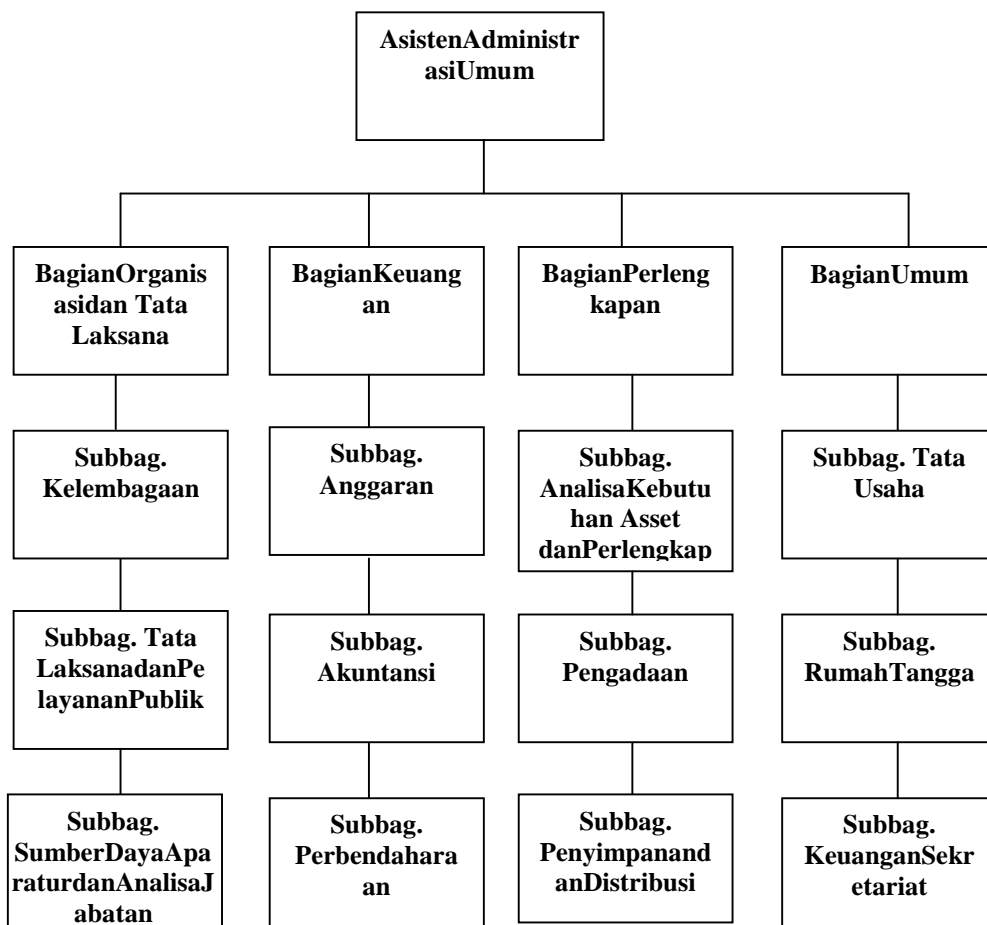 AsistenAdministr
asiUmum
BagianOrganis
asidan Tata
Laksana
BagianKeuang
an
BagianPerleng
kapan
BagianUmum
Subbag.
Kelembagaan
Subbag.
Anggaran
Subbag.
AnalisaKebutu
han Asset
danPerlengkap
Subbag. Tata
Usaha
Subbag. Tata
LaksanadanPe
layananPublik
Subbag.
Akuntansi
Subbag.
Pengadaan
Subbag.
RumahTangga
Subbag.
SumberDayaApa
raturdanAnalisaJ
abatan
Subbag.
Perbendahara
an
Subbag.
Penyimpanand
anDistribusi
Subbag.
KeuanganSekr
etariat